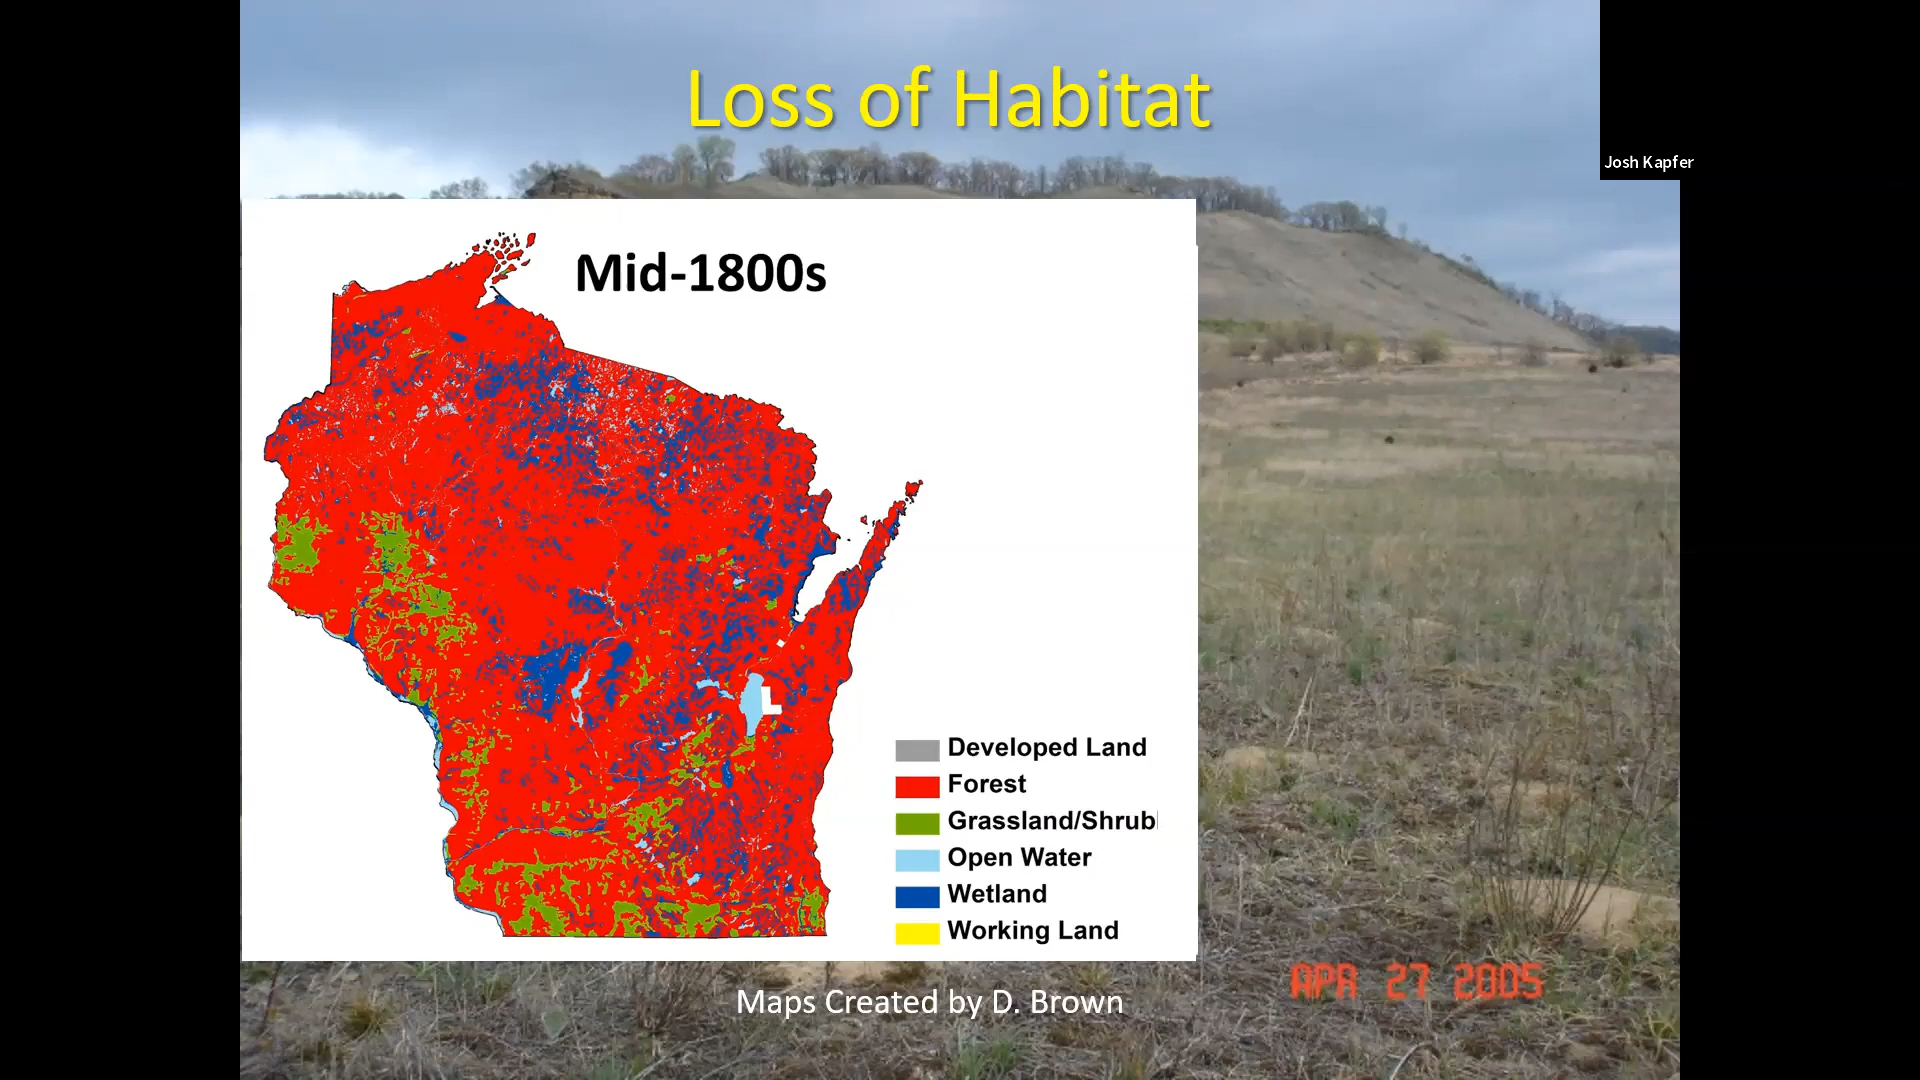 Loss of Habitat
Josh Kapfer
Mid-1800s
Developed Land
Forest
Grassland/Shrub
Open Water
Wetland
Working Land
Maps Created by D. Brown
APR 27 2005